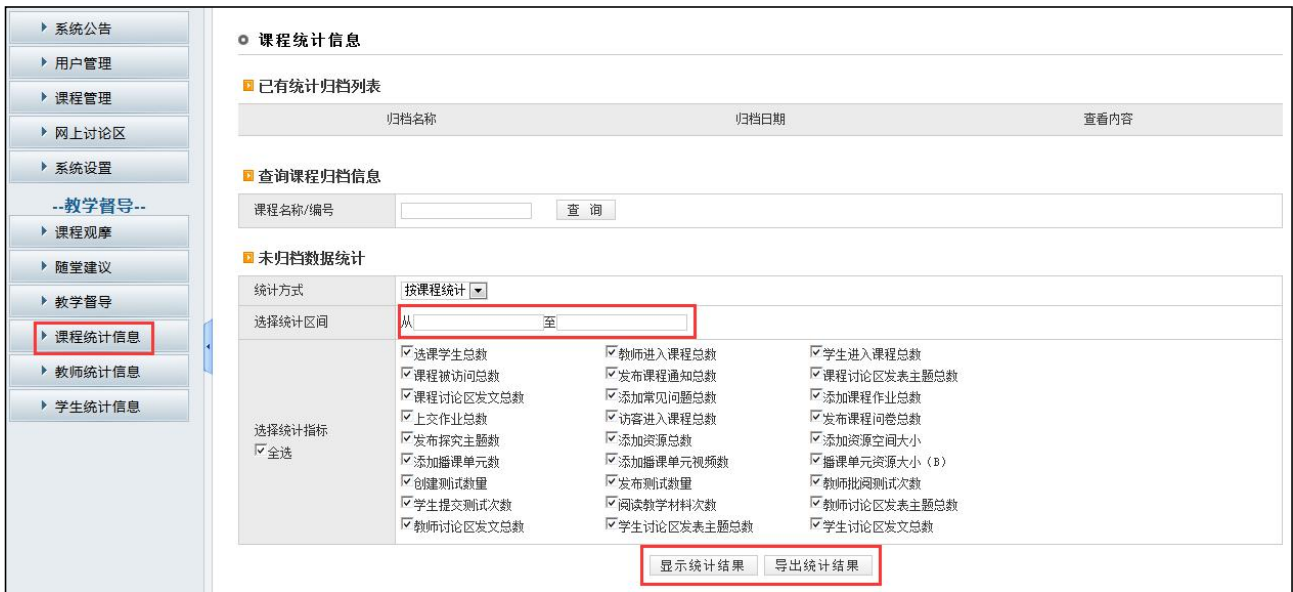 系统公告
用户管理
课程管理
网上讨论区
系统设置
--教学督导--
课程观摩
随堂建议
教学督导
课程统计信息
教师统计信息
学生统计信息
课程统计信息
已有统计归档列表
归档名称 归档日期 查看内容
查询课程归档信息
课程名称/编号 查 询
未归档数据统计
统计方式 按课程统计
选择统计区间 从 至
选择统计指标
全选
选课学生总数 教师进入课程总数 学生进入课程总数
课程被访问总数 发布课程通知总数 课程讨论区发表主题总数
课程讨论区发文总数 添加常见问题总数 添加课程作业总数
上交作业总数 访客进入课程总数 发布课程问卷总数
发布探究主题数 添加资源总数 添加资源空间大小
添加播课单元数 添加播课单元视频数 播课单元资源大小（B）
创建测试数量 发布测试数量 教师批阅测试次数
学生提交测试次数 阅读教学材料次数 教师讨论区发表主题总数
教师讨论区发文总数 学生讨论区发表主题总数 学生讨论区发文总数
显示统计结果 导出统计结果